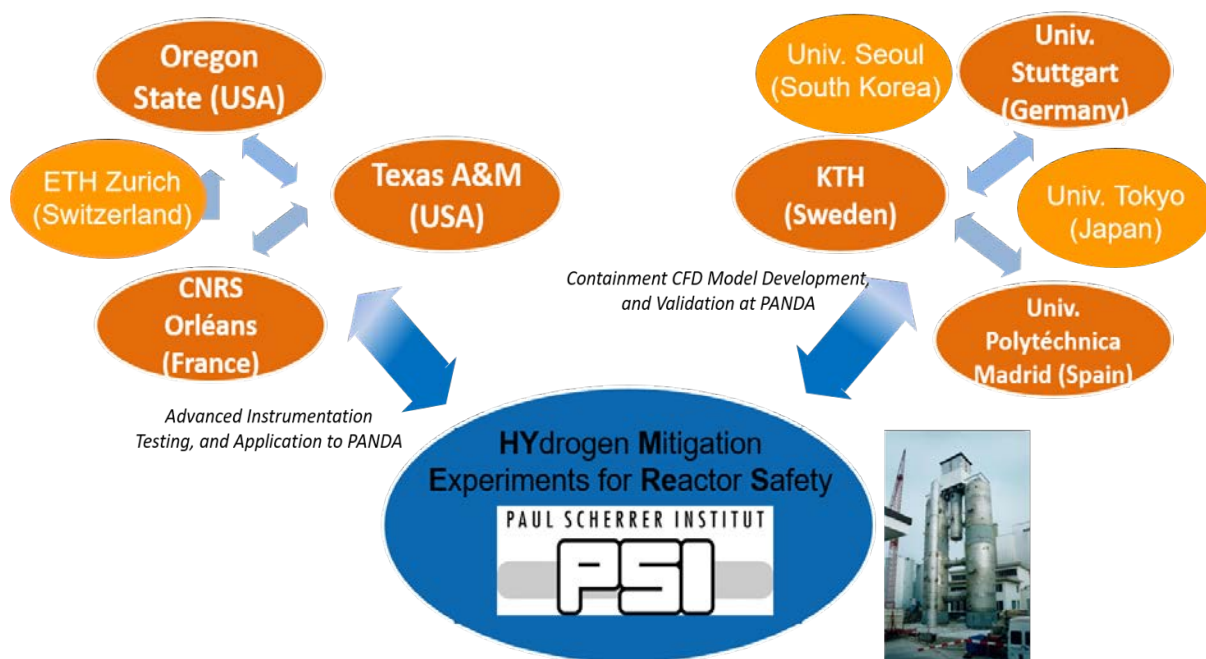 Oregon
State (USA)
ETH Zurich
(Switzerland)
Texas A&M
(USA)
CNRS
Orléans
(France)
Advanced Instrumentation
Testing, and Application to PANDA
Univ. Seoul
(South Korea)
Univ.
Stuttgart
(Germany)
KTH
(Sweden)
Univ. Tokyo
(Japan)
Containment CFD Model Development,
and Validation at PANDA
Univ.
Polytéchnica
Madrid (Spain)
HYdrogen Mitigation
Experiments for Reactor Safety
PAUL SCHERRER INSTITUT
PSI